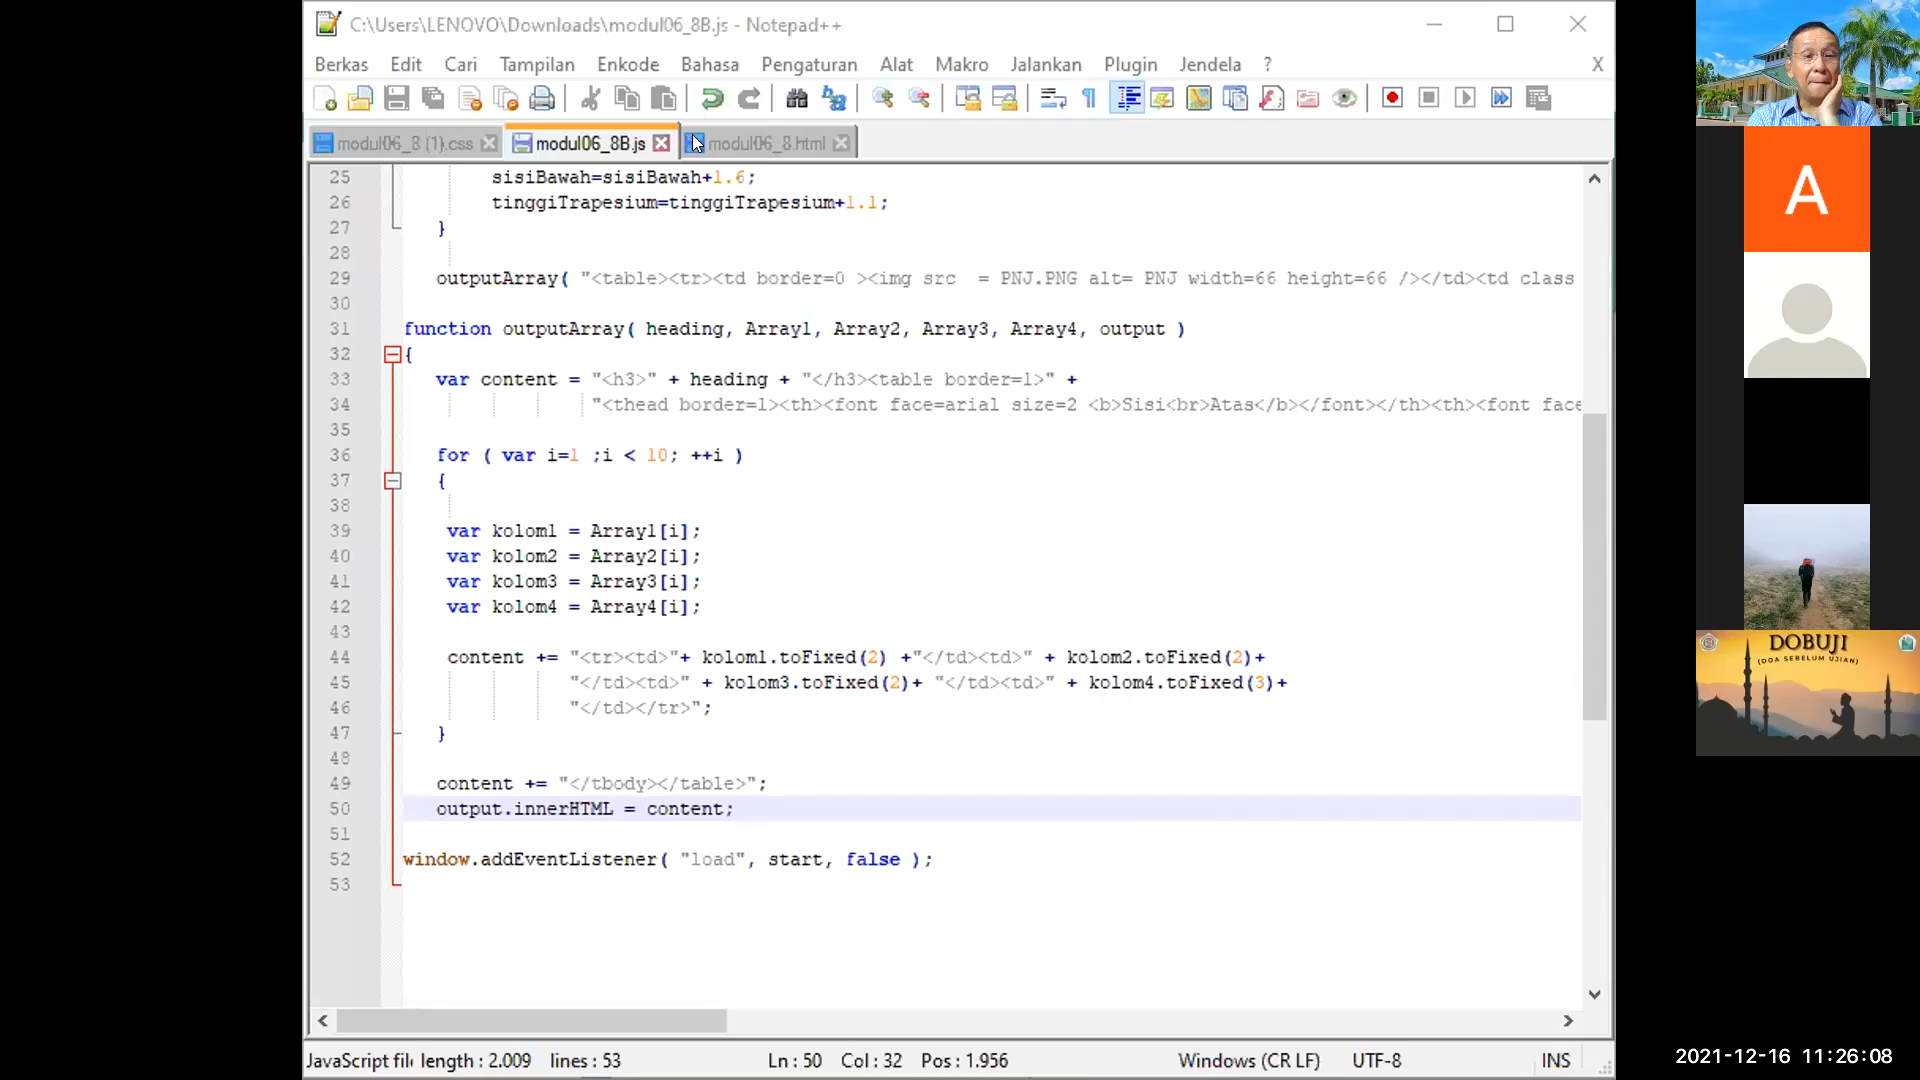 C:\Users\LENOVO\Downloads\modul06_8B.js - Notepad++
Berkas Edit Cari Tampilan Enkode Bahasa Pengaturan Alat Makro Jalankan Plugin Jendela ? X
modul06_8 (1).css modul06_8B.js modul06_8.html
25 sisiBawah=sisiBawah+1.6;
26 tinggiTrapesium=tinggiTrapesium+1.1;
27 }
28
29 outputArray( "<table><tr><td border=0 ><img src  = PNJ.PNG alt= PNJ width=66 height=66 /></td><td class
30
31 function outputArray( heading, Array1, Array2, Array3, Array4, output )
32 {
33 var content = "<h3>" + heading + "</h3><table border=1>" +
34 "<thead border=1><th><font face=arial size=2 <b>Sisi<br>Atas</b></font></th><th><font face
35
36 for ( var i=1 ;i < 10; ++i )
37 {
38
39 var kolom1 = Array1[i];
40 var kolom2 = Array2[i];
41 var kolom3 = Array3[i];
42 var kolom4 = Array4[i];
43
44 content += "<tr><td>"+ kolom1.toFixed(2) +"</td><td>" + kolom2.toFixed(2)+
45 "</td><td>" + kolom3.toFixed(2)+ "</td><td>" + kolom4.toFixed(3)+
46 "</td></tr>";
47 }
48
49 content += "</tbody></table>";
50 output.innerHTML = content;
51
52 window.addEventListener( "load", start, false );
53
JavaScript fil length : 2.009 lines : 53 Ln : 50 Col : 32 Pos : 1.956 Windows (CR LF) UTF-8 INS
A
DOBUJI
(DOA SEBELUM UJIAN)
2021-12-16 11:26:08